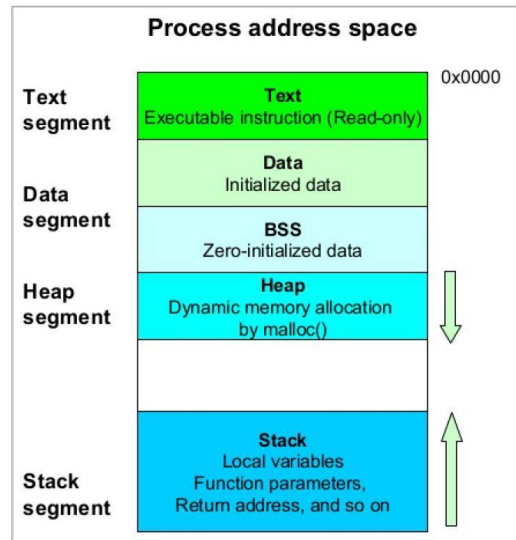 Process address space
0x0000
Text
segment
Text
Executable instruction (Read-only)
Data
segment
Data
Initialized data
BSS
Zero-initialized data
Heap
segment
Heap
Dynamic memory allocation
by malloc()
Stack
segment
Stack
Local variables
Function parameters,
Return address, and so on